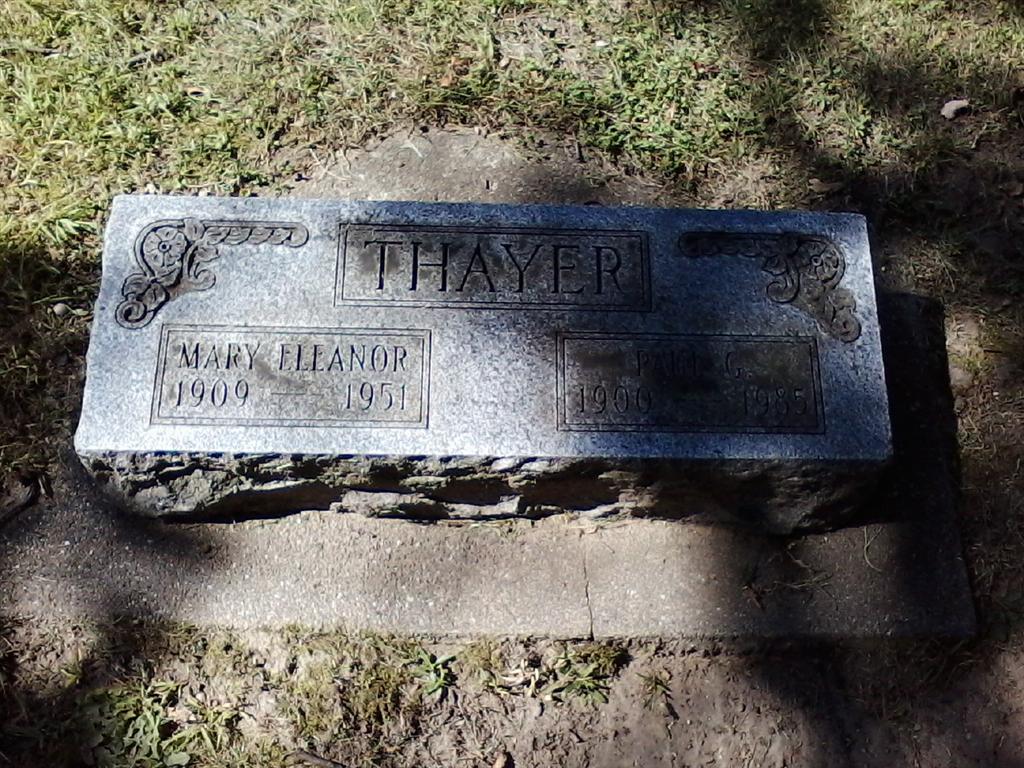 THAYER
MARY ELEANOR
1909 — 1951
PAUL G.
1900 — 1985